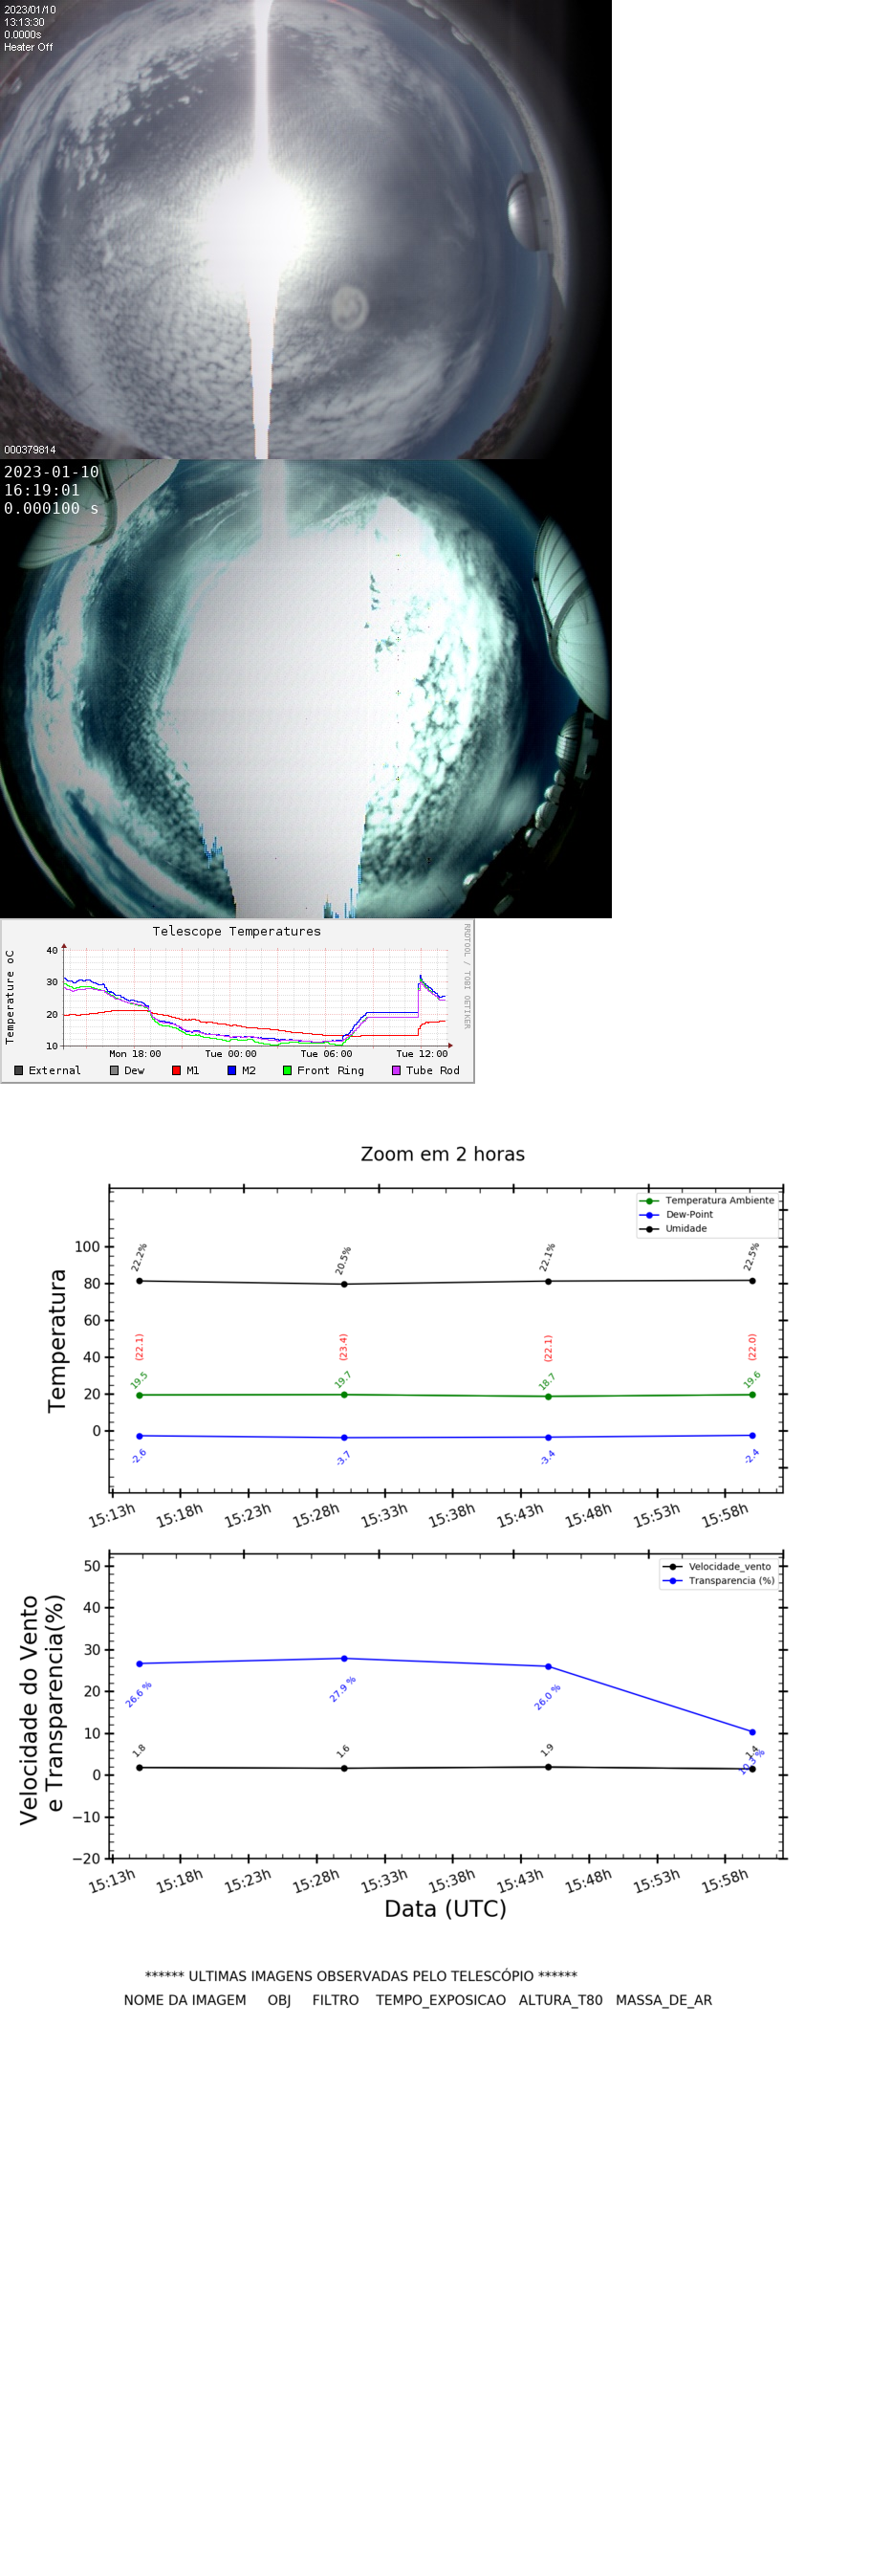 2023/01/10
13:13:30
0.0000s
Heater Off
000379814
2023-01-10
16:19:01
0.000100 s
Telescope Temperatures
RRDTOOL / TOBI OETIKER
Temperature oC
40
30
20
10
Mon 18:00 Tue 00:00 Tue 06:00 Tue 12:00
External Dew M1 M2 Front Ring Tube Rod
Zoom em 2 horas
Temperatura Ambiente
Dew-Point
Umidade
Temperatura
100
80
60
40
20
0
22.2% 20.5% 22.1% 22.5%
(22.1) (23.4) (22.1) (22.0)
19.5 19.7 18.7 19.6
-2.6 -3.7 -3.4 -2.4
15:13h 15:18h 15:23h 15:28h 15:33h 15:38h 15:43h 15:48h 15:53h 15:58h
Velocidade_vento
Transparencia (%)
Velocidade do Vento
e Transparencia(%)
50
40
30
20
10
0
−10
−20
26.6 % 27.9 % 26.0 % 10.3 %
1.8 1.6 1.9 1.4
15:13h 15:18h 15:23h 15:28h 15:33h 15:38h 15:43h 15:48h 15:53h 15:58h
Data (UTC)
****** ULTIMAS IMAGENS OBSERVADAS PELO TELESCÓPIO ******
NOME DA IMAGEM OBJ FILTRO TEMPO_EXPOSICAO ALTURA_T80 MASSA_DE_AR